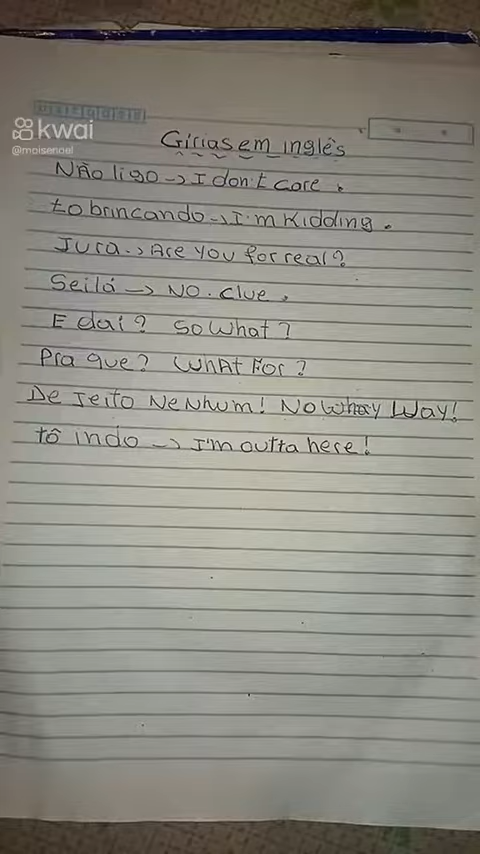 kwai
@moisenoel
Gírias em inglês
Não ligo → I don't care.
to brincando → I'm Kidding.
Jura → Are You for real?
Sei lá → NO. clue.
E daí? So What?
Pra que? WhAt For?
De Jeito NeNhum! No Way!
tô indo → I'm outta here!